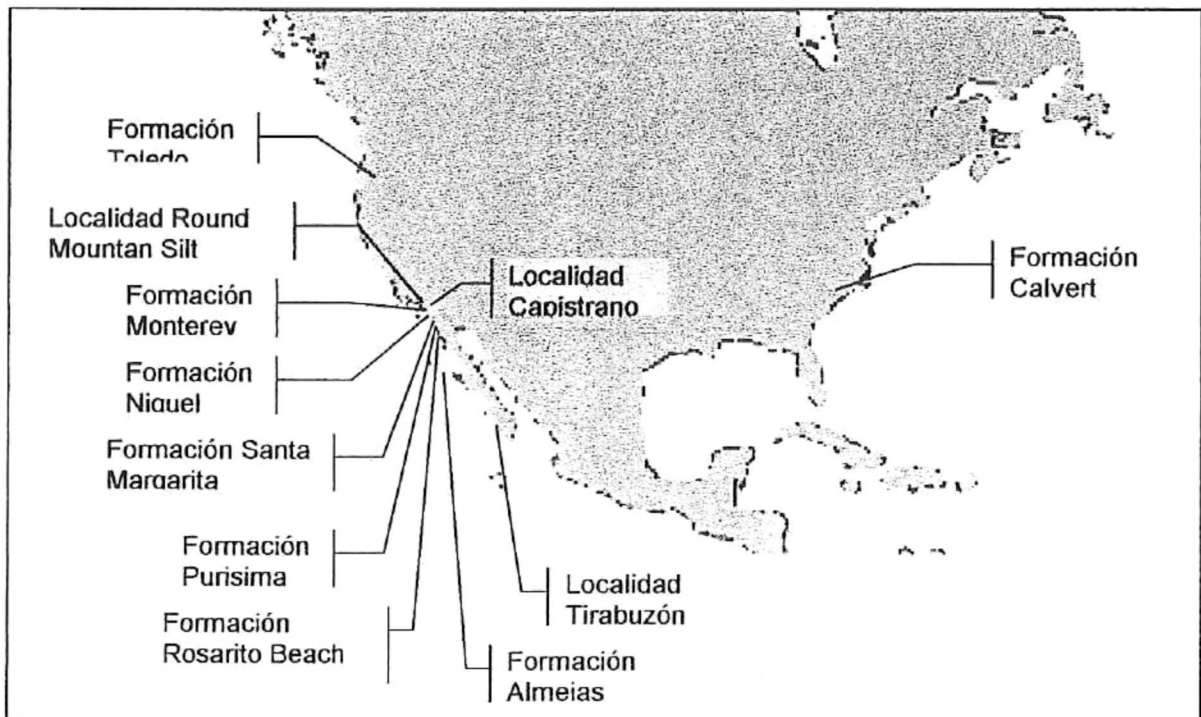 Formación
Toledo
Localidad Round
Mountan Silt
Formación
Monterey
Formación
Niguel
Formación Santa
Margarita
Formación
Purisima
Formación
Rosarito Beach
Localidad
Capistrano
Localidad
Tirabuzón
Formación
Almejas
Formación
Calvert